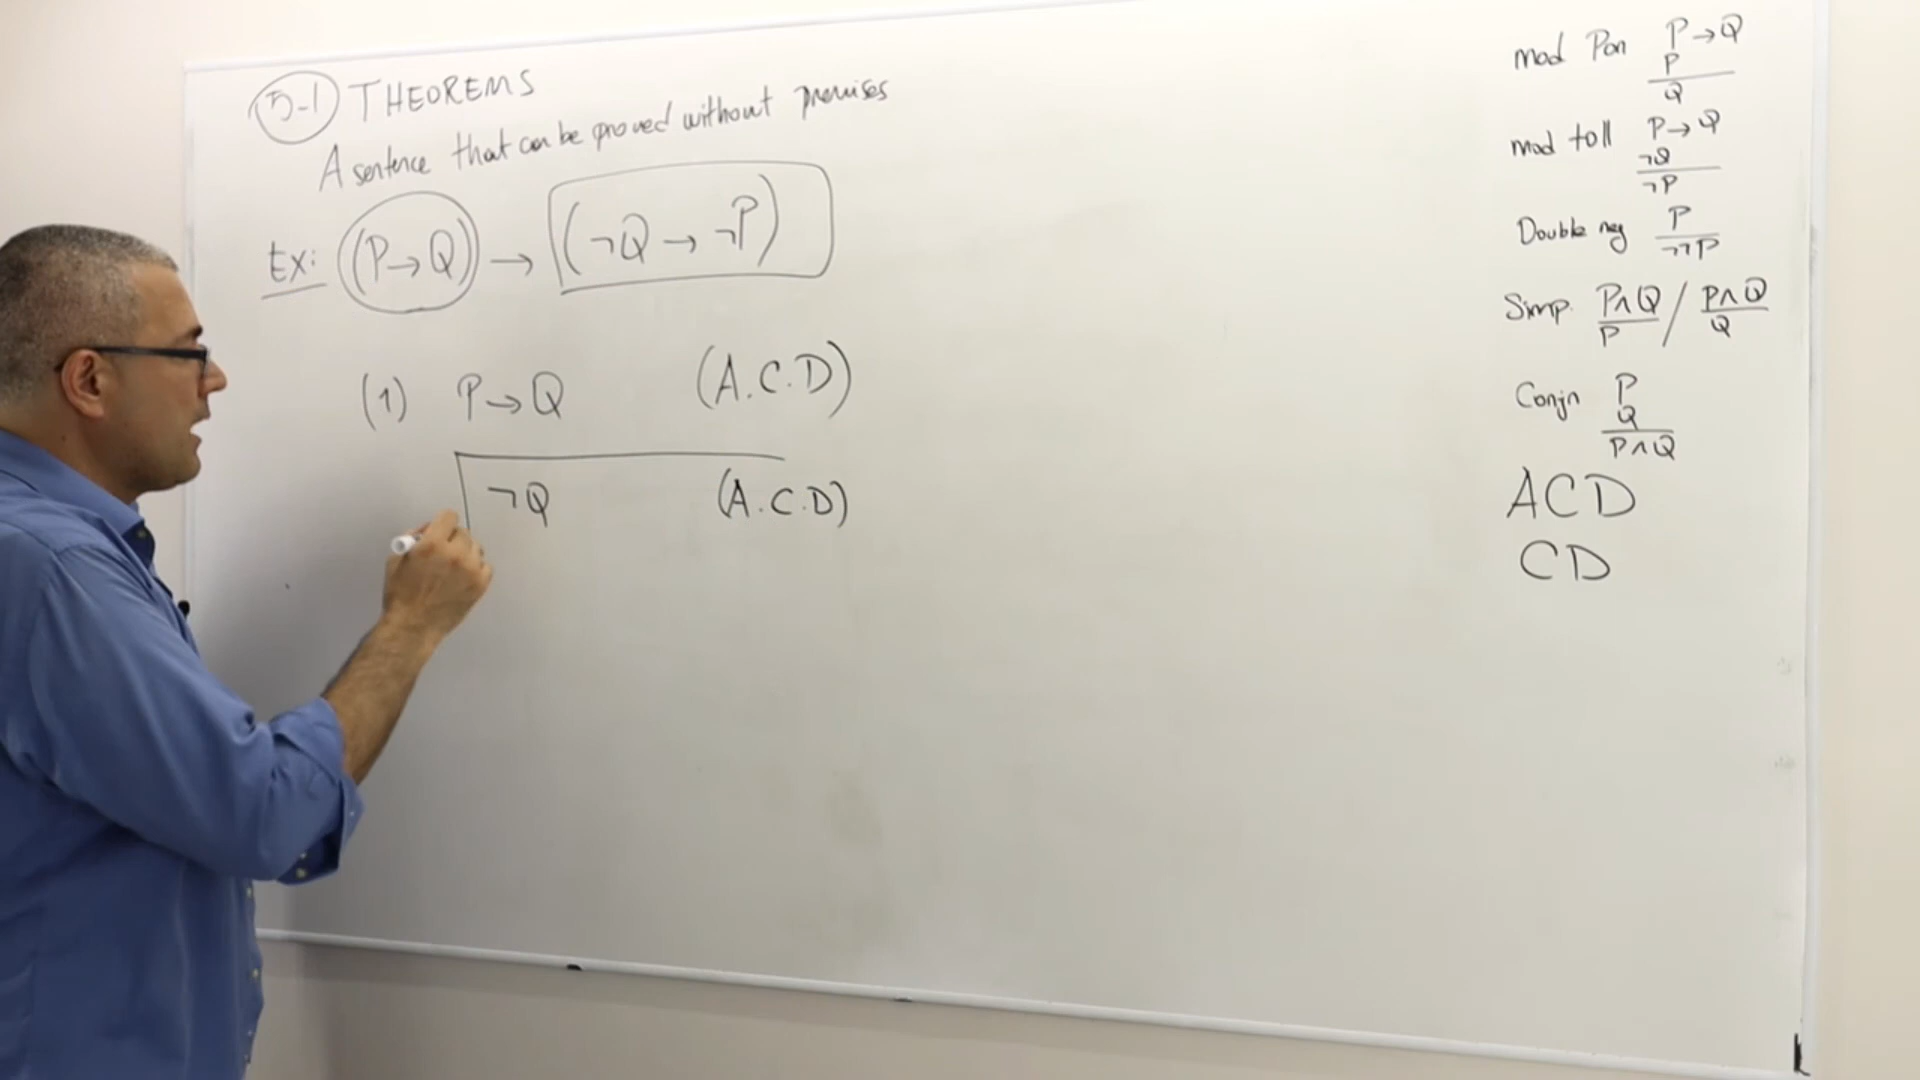 5-1 THEOREMS
A sentence that can be proved without premises
Ex: (P→Q) → (¬Q → ¬P)
(1) P→Q (A.C.D)
¬Q (A.C.D)
mod Pon P→Q
P
Q
mod toll P→Q
¬Q
¬P
Double neg P
¬¬P
Simp. P∧Q / P∧Q
P Q
Conjn P
Q
P∧Q
ACD
CD